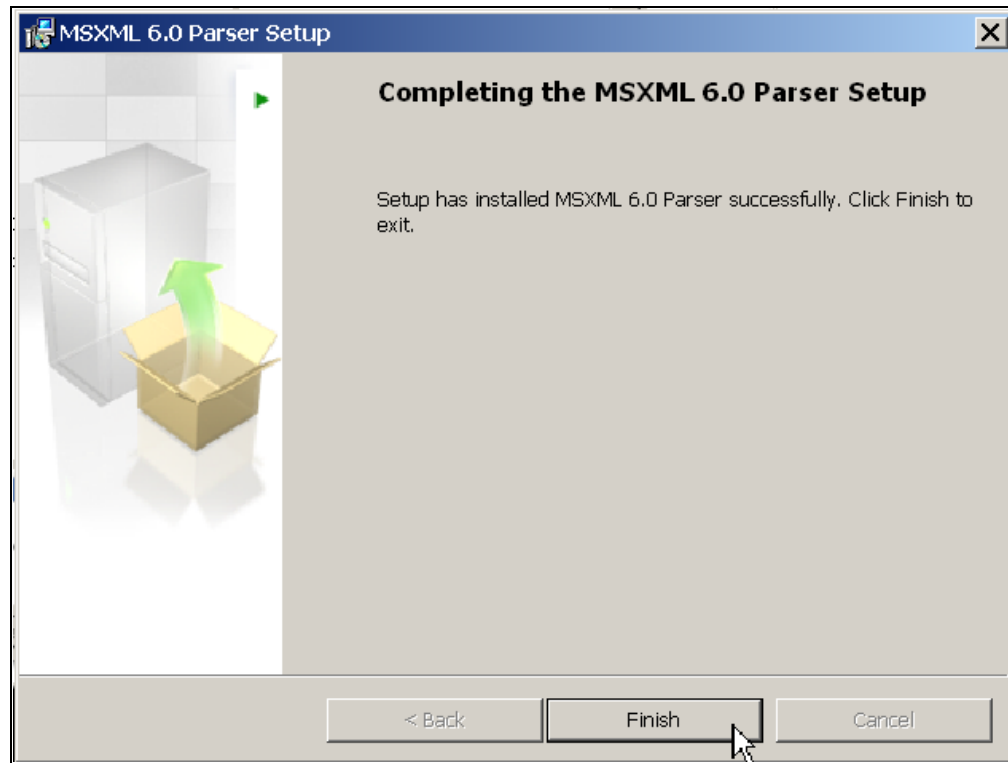 MSXML 6.0 Parser Setup
Completing the MSXML 6.0 Parser Setup
Setup has installed MSXML 6.0 Parser successfully. Click Finish to
exit.
< Back
Finish
Cancel